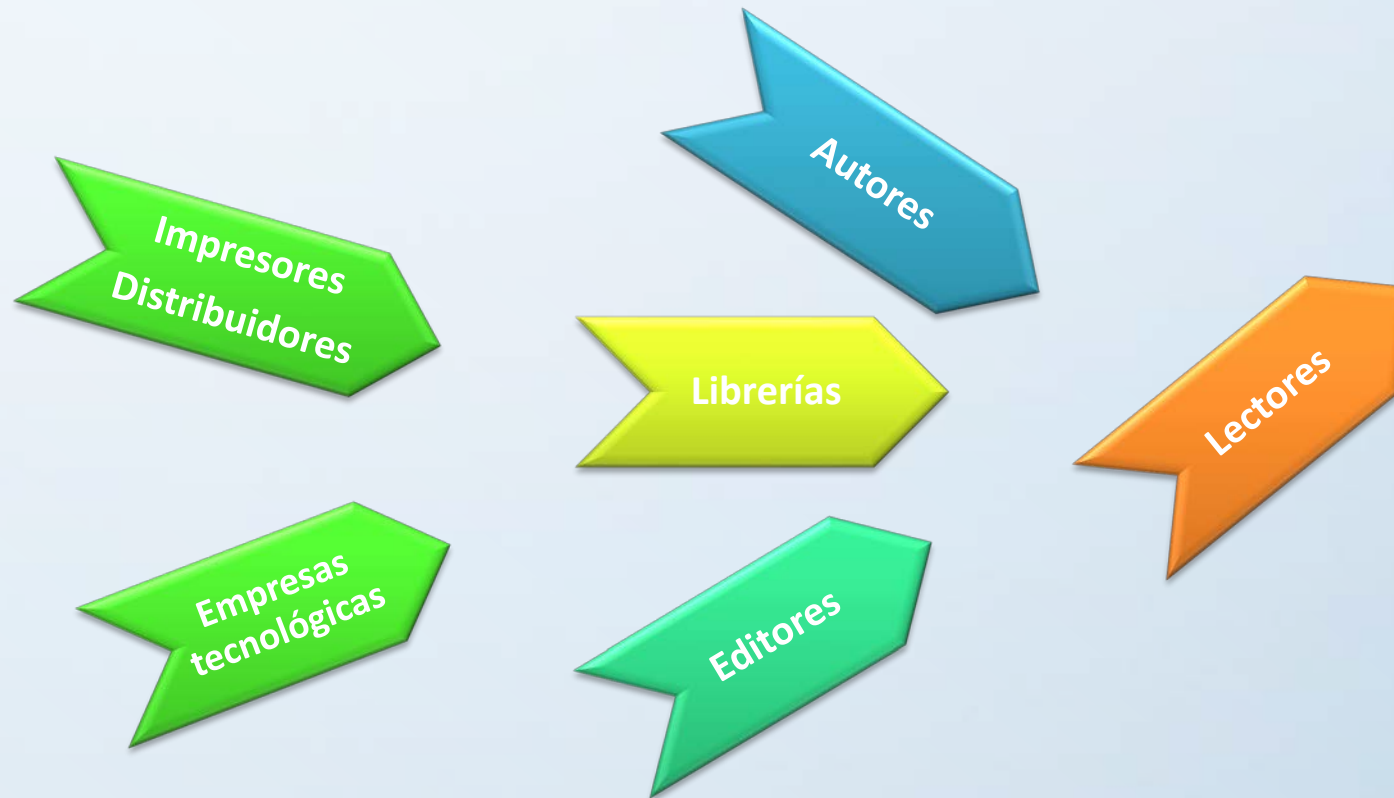 Autores
Impresores
Distribuidores
Librerías
Lectores
Empresas
tecnológicas
Editores